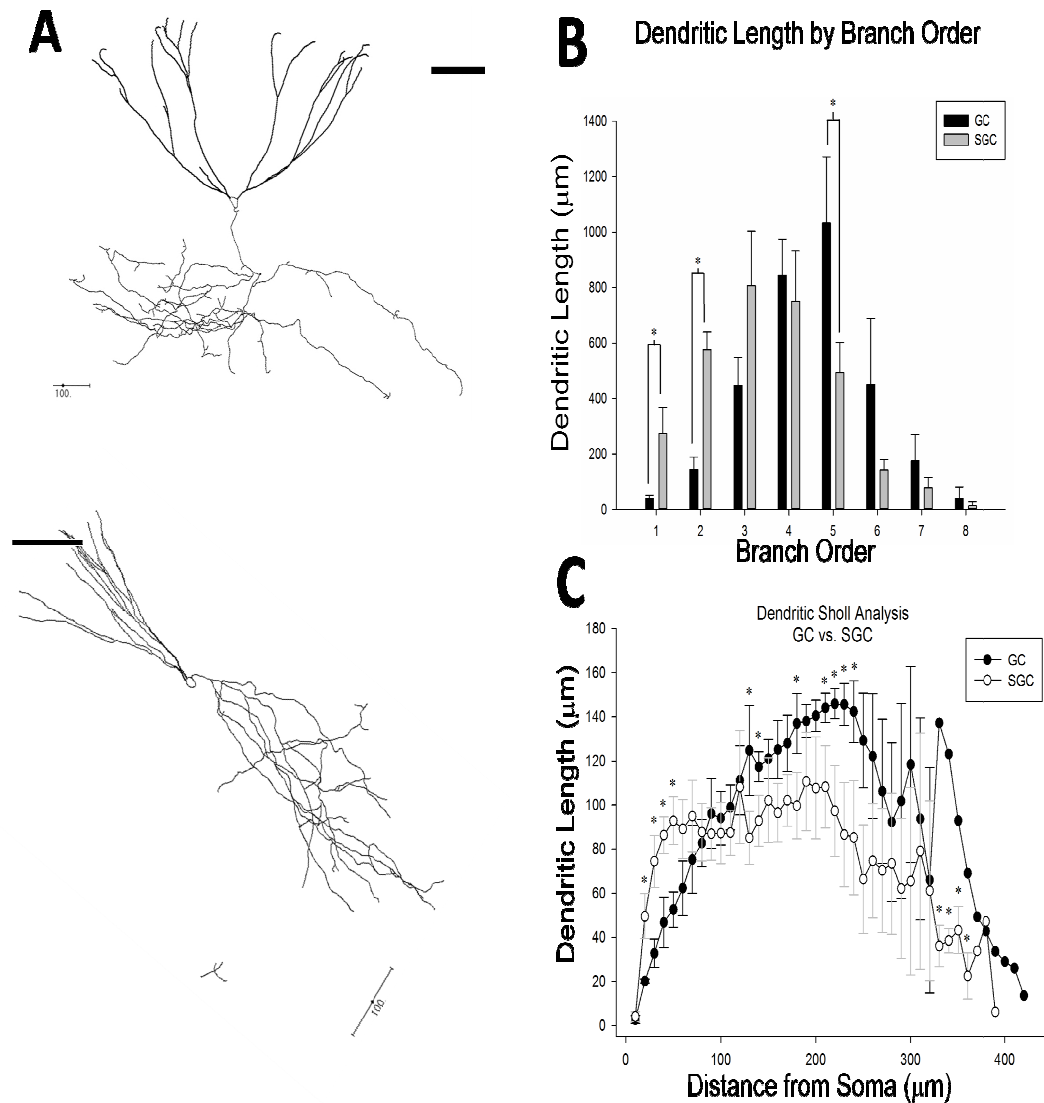 A
100.
100.
B
Dendritic Length by Branch Order
*
GC
SGC
1400
1200
1000
800
600
400
200
0
Dendritic Length (μm)
*
*
1 2 3 4 5 6 7 8
Branch Order
C
Dendritic Sholl Analysis
GC vs. SGC
GC
SGC
180
160
140
120
100
80
60
40
20
0
Dendritic Length (μm)
* * * * * * * * * * * * * * * *
0 100 200 300 400
Distance from Soma (μm)